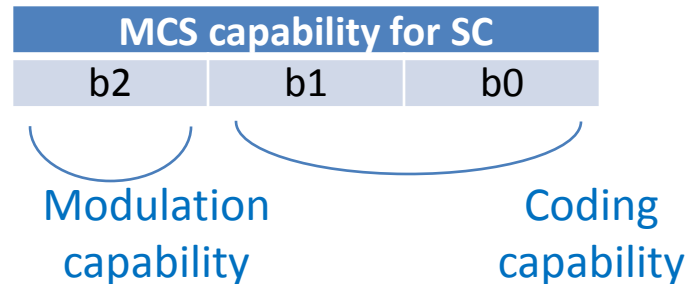 MCS capability for SC
b2 b1 b0
Modulation Coding
capability capability